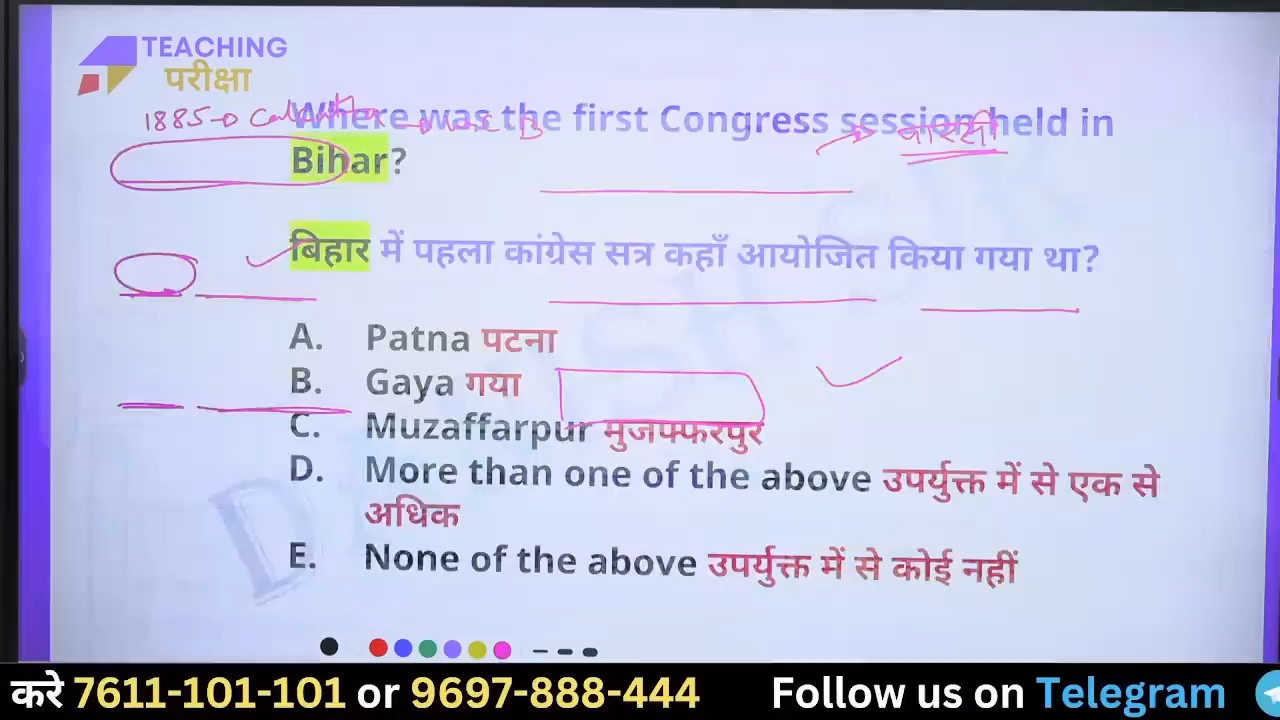 TEACHING
परीक्षा
1885
Where was the first Congress session held in
Bihar?
बिहार में पहला कांग्रेस सत्र कहाँ आयोजित किया गया था?
A. Patna पटना
B. Gaya गया
C. Muzaffarpur मुजफ्फरपुर
D. More than one of the above उपर्युक्त में से एक से
अधिक
E. None of the above उपर्युक्त में से कोई नहीं
करे 7611-101-101 or 9697-888-444 Follow us on Telegram